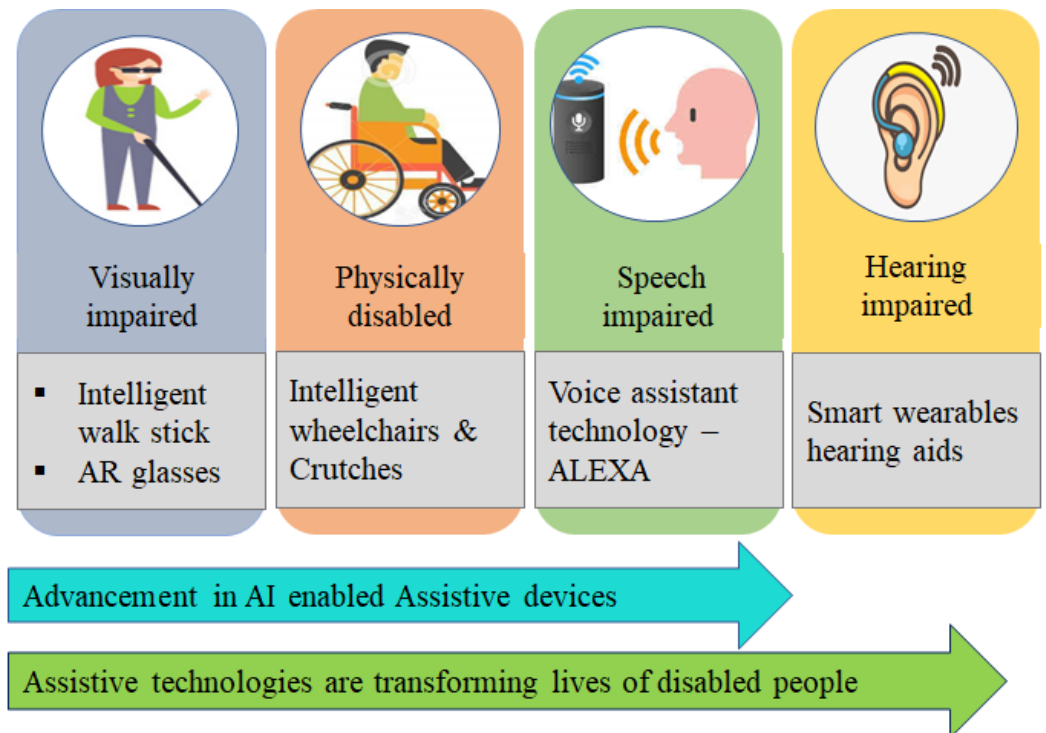 Visually
impaired
▪ Intelligent
walk stick
▪ AR glasses
Physically
disabled
Intelligent
wheelchairs &
Crutches
Speech
impaired
Voice assistant
technology –
ALEXA
Hearing
impaired
Smart wearables
hearing aids
Advancement in AI enabled Assistive devices
Assistive technologies are transforming lives of disabled people